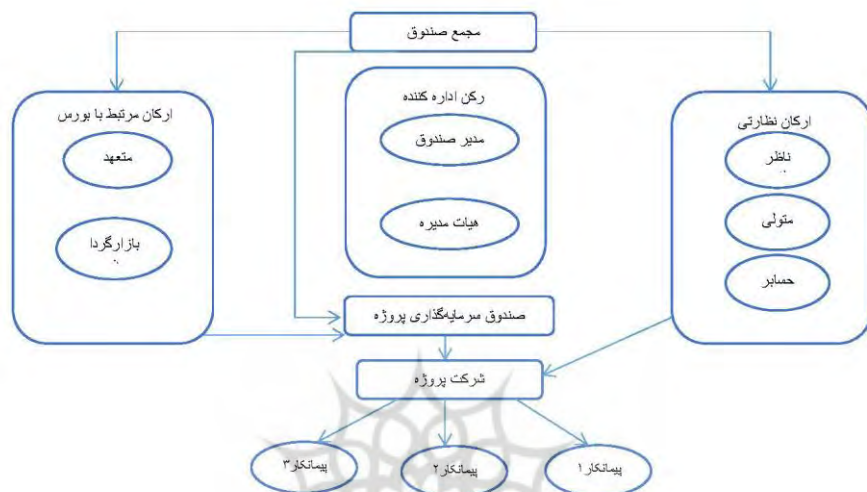 مجمع صندوق
ارکان نظارتی
ناظر
متولی
حسابر
رکن اداره کننده
مدیر صندوق
هیات مدیره
ارکان مرتبط با بورس
متعهد
بازارگردا
صندوق سرمایه‌گذاری پروژه
شرکت پروژه
پیمانکار۱
پیمانکار۲
پیمانکار۳